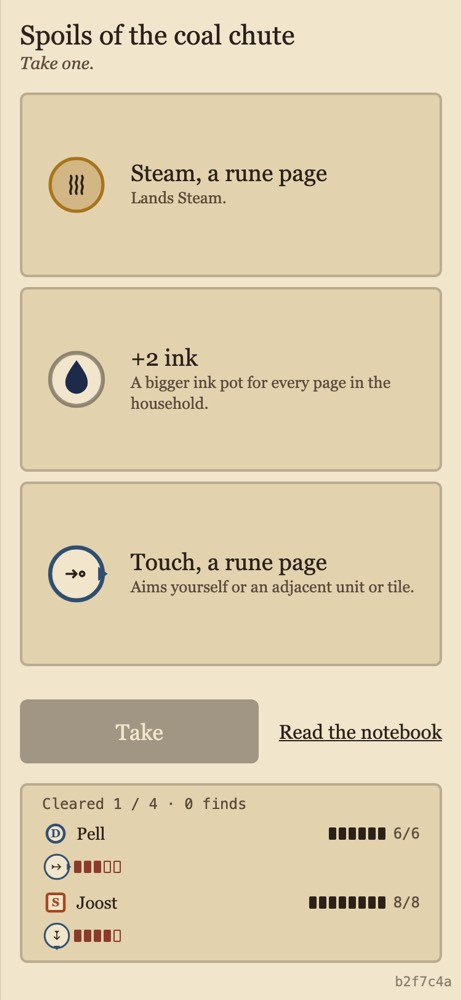 Spoils of the coal chute
Take one.
Steam, a rune page
Lands Steam.
+2 ink
A bigger ink pot for every page in the
household.
Touch, a rune page
Aims yourself or an adjacent unit or tile.
Take
Read the notebook
Cleared 1 / 4 · 0 finds
D Pell 6/6
S Joost 8/8
b2f7c4a